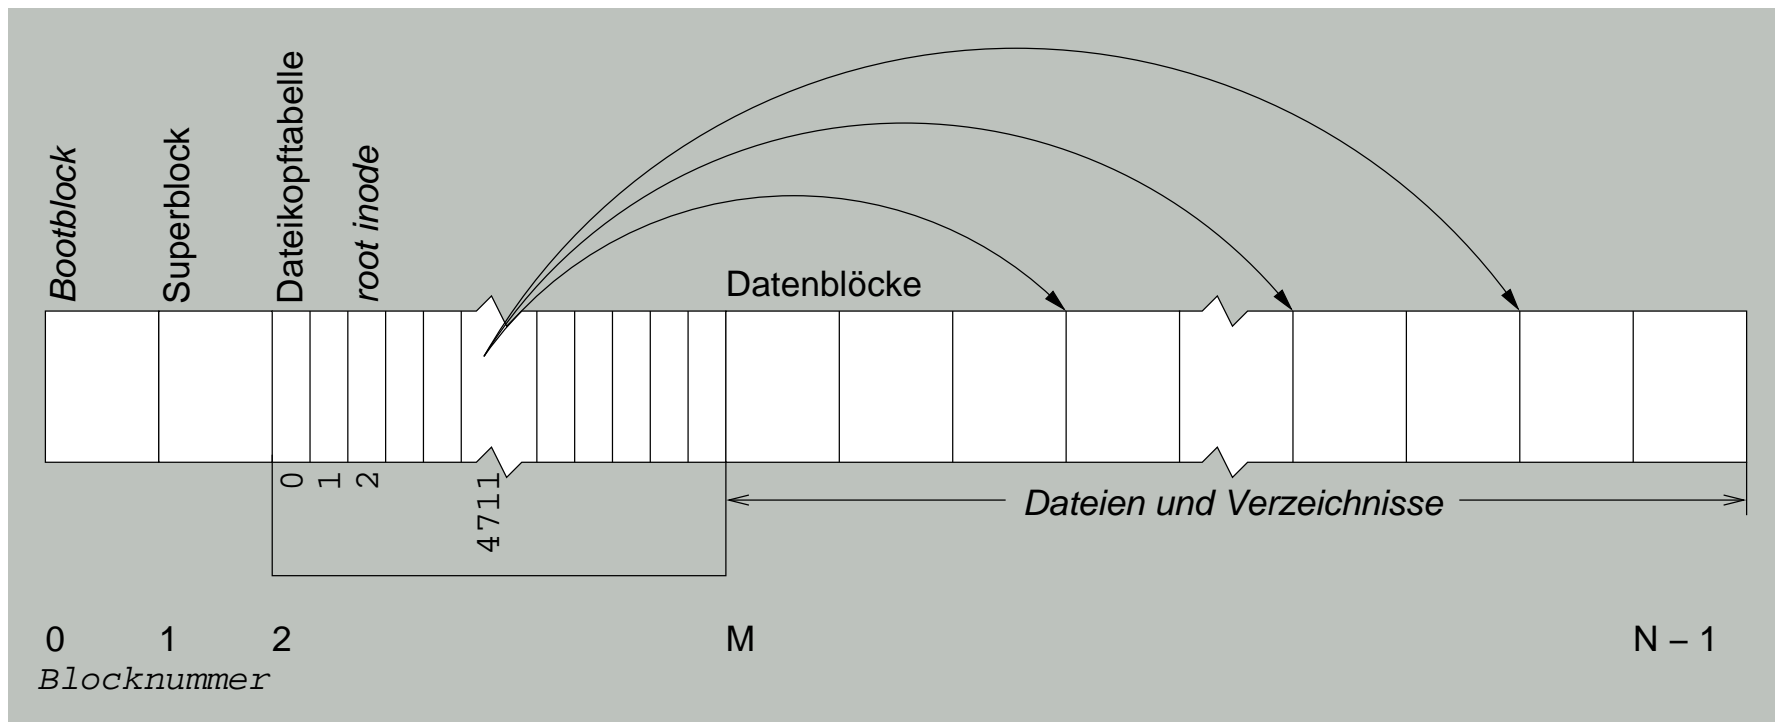 Bootblock
Superblock
Dateikopftabelle
root inode
Datenblöcke
0
1
2
4711
Dateien und Verzeichnisse
0 1 2 M N – 1
Blocknummer